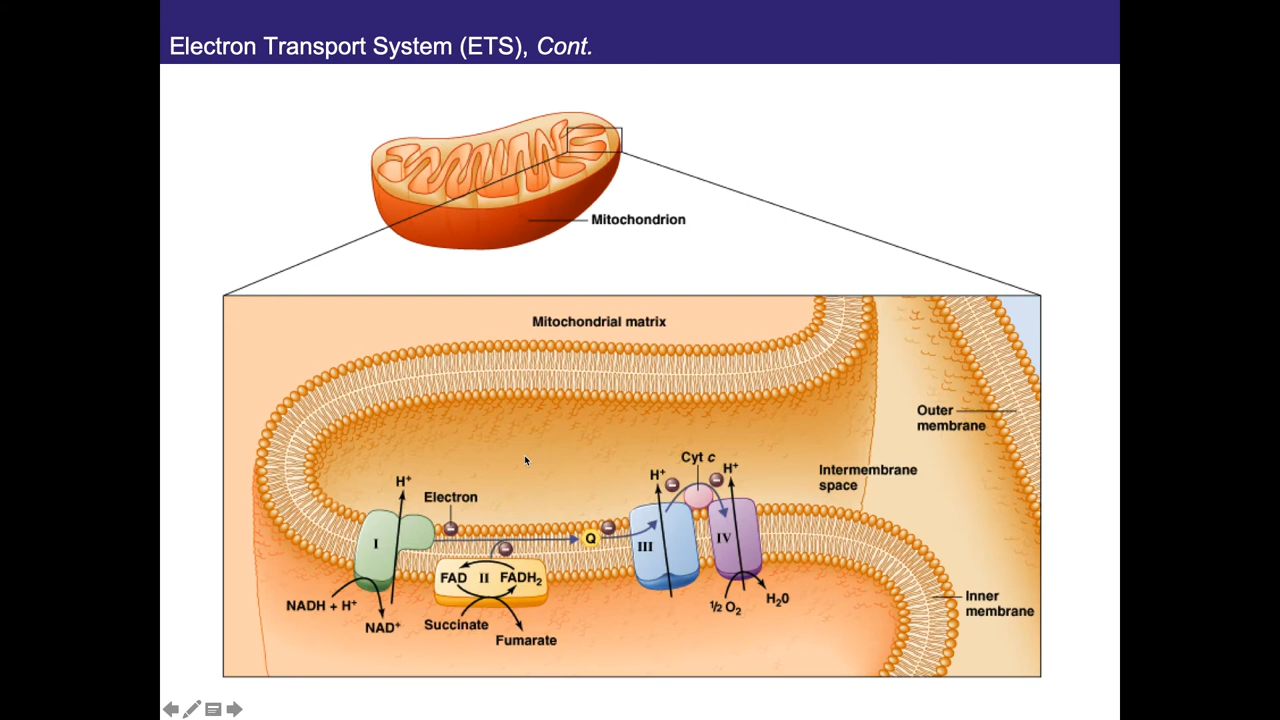 Electron Transport System (ETS), Cont.
Mitochondrion
Mitochondrial matrix
Outer
membrane
Cyt c
H⁺
H⁺
Intermembrane
space
H⁺
Electron
I
Q
III
IV
FAD II FADH₂
NADH + H⁺
NAD⁺
Succinate
Fumarate
½ O₂
H₂0
Inner
membrane